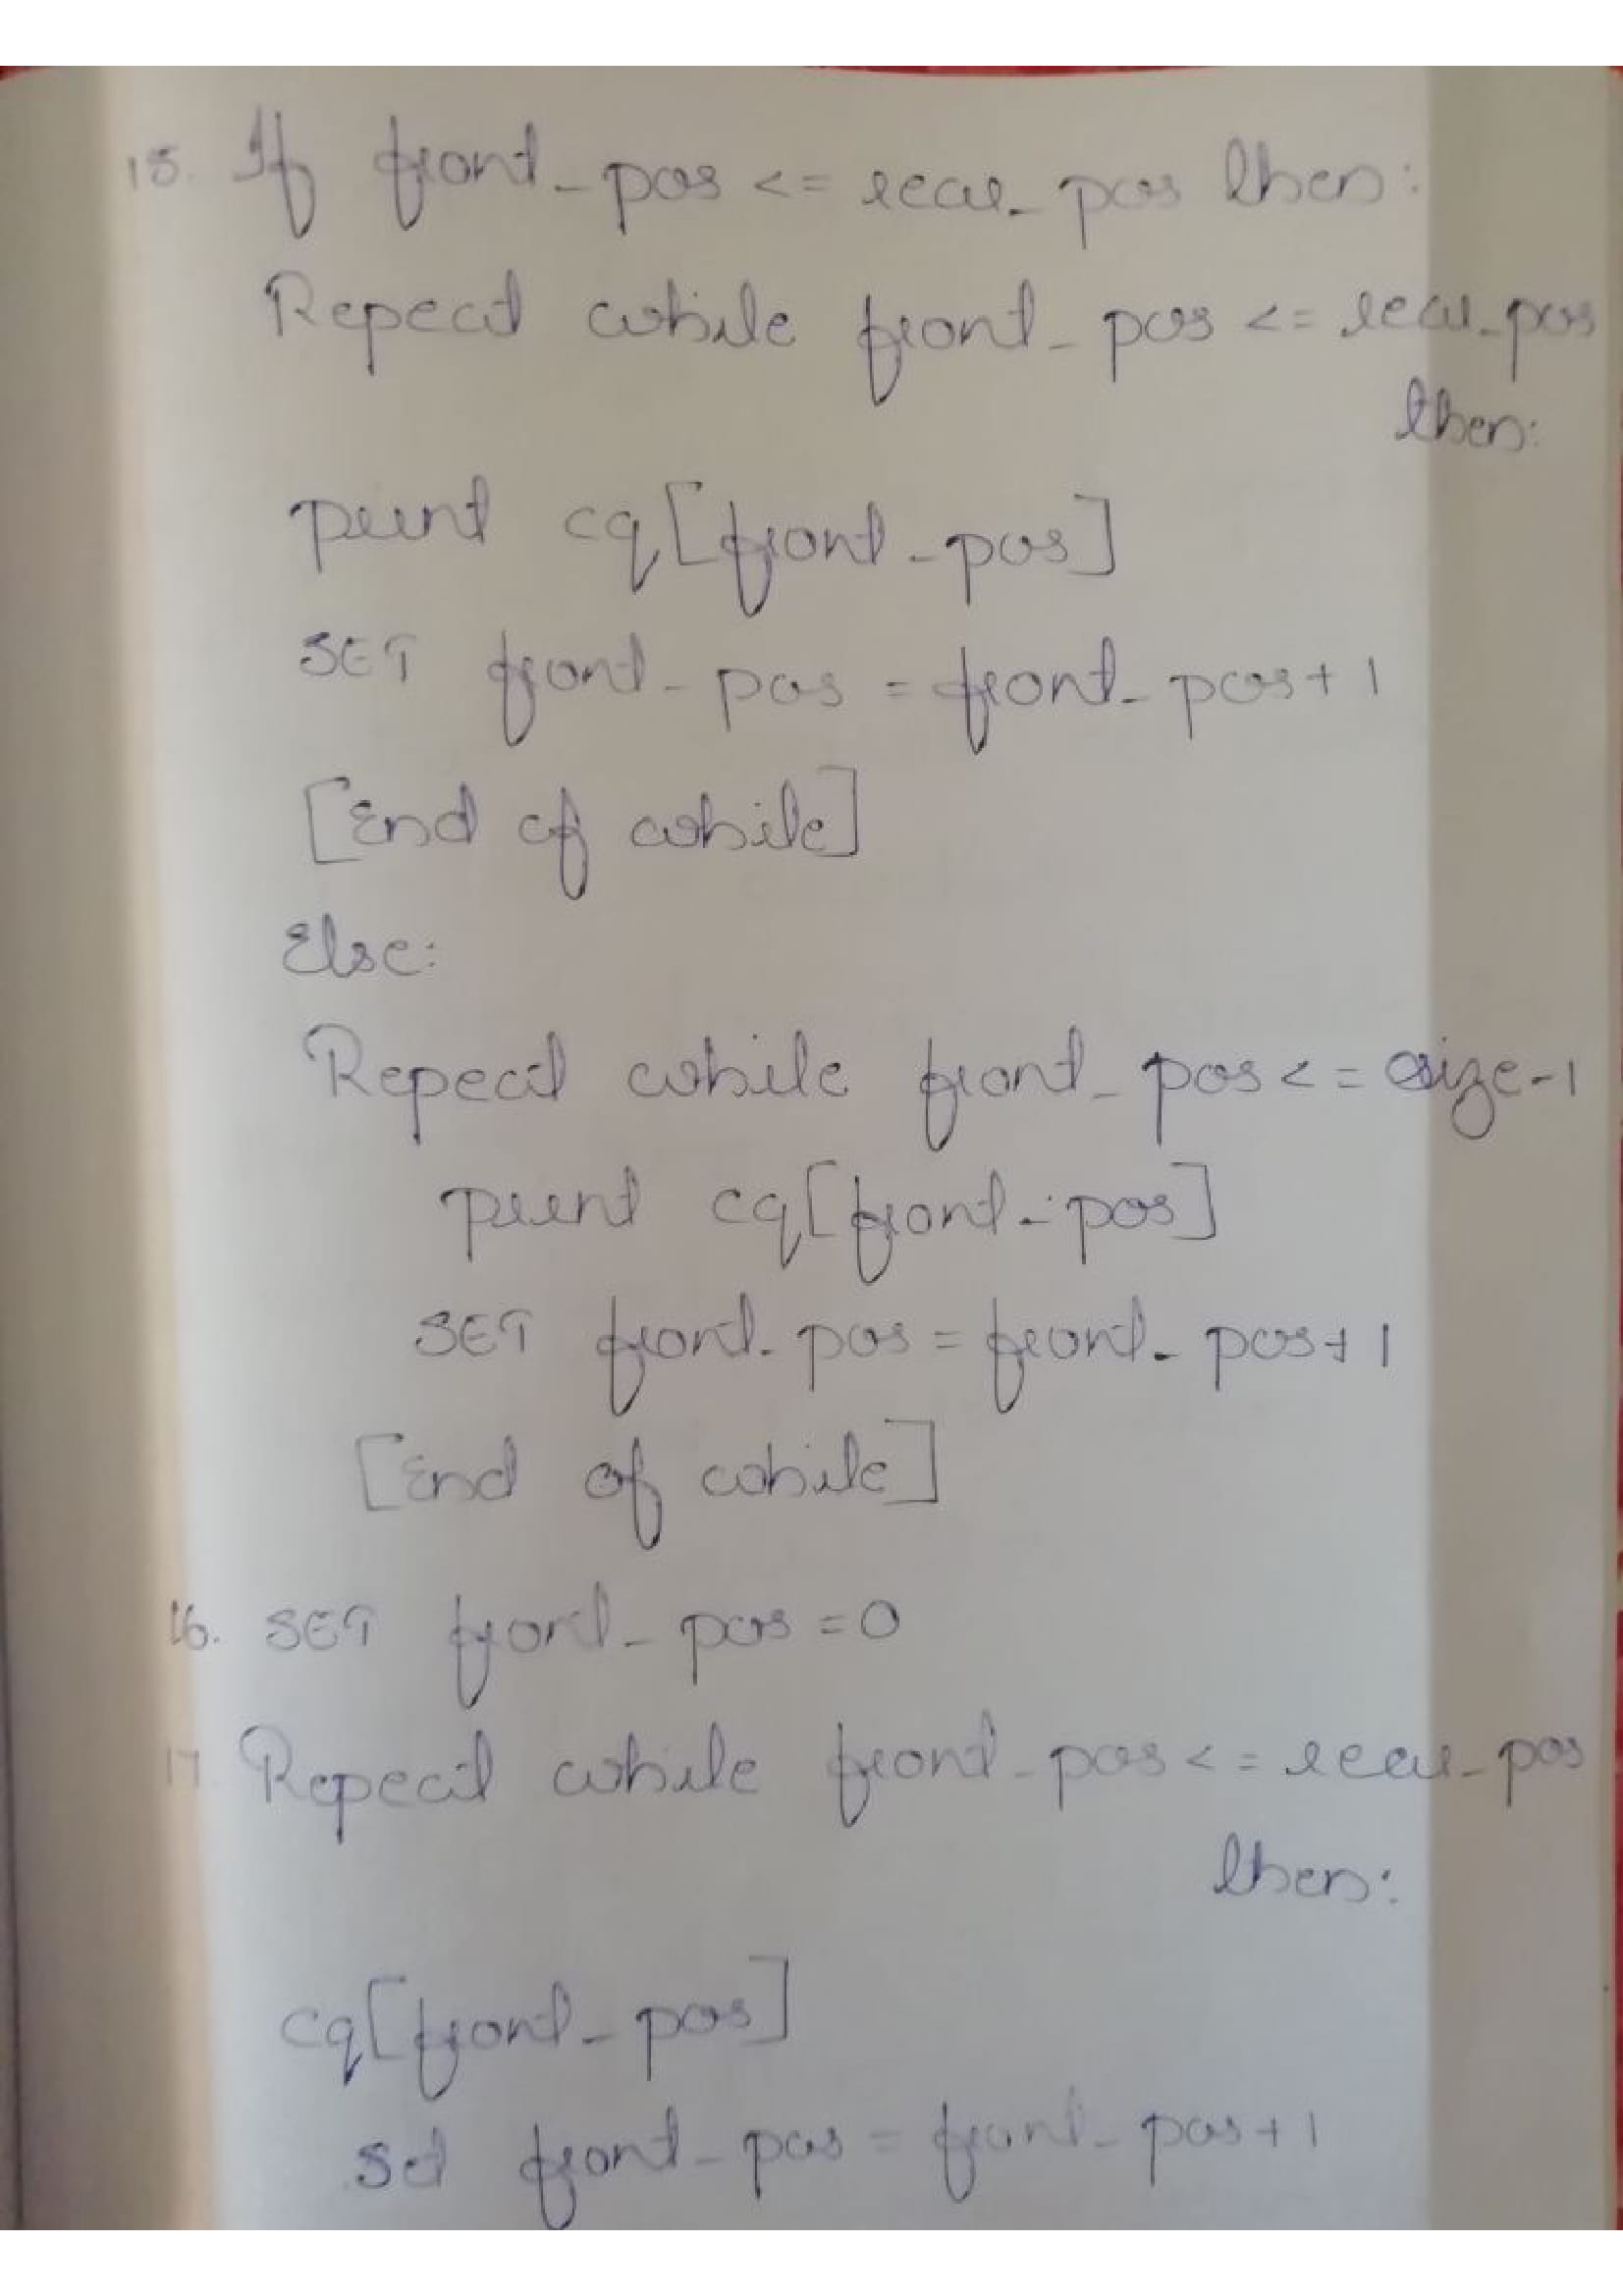 15. If front_pos <= rear_pos then:
Repeat while front_pos <= rear_pos
then:
print cq[front_pos]
SET front_pos = front_pos + 1
[End of while]
Else:
Repeat while front_pos <= size-1
print cq[front_pos]
SET front_pos = front_pos + 1
[End of while]
16. SET front_pos = 0
17 Repeat while front_pos <= rear_pos
then:
cq[front_pos]
Set front_pos = front_pos + 1